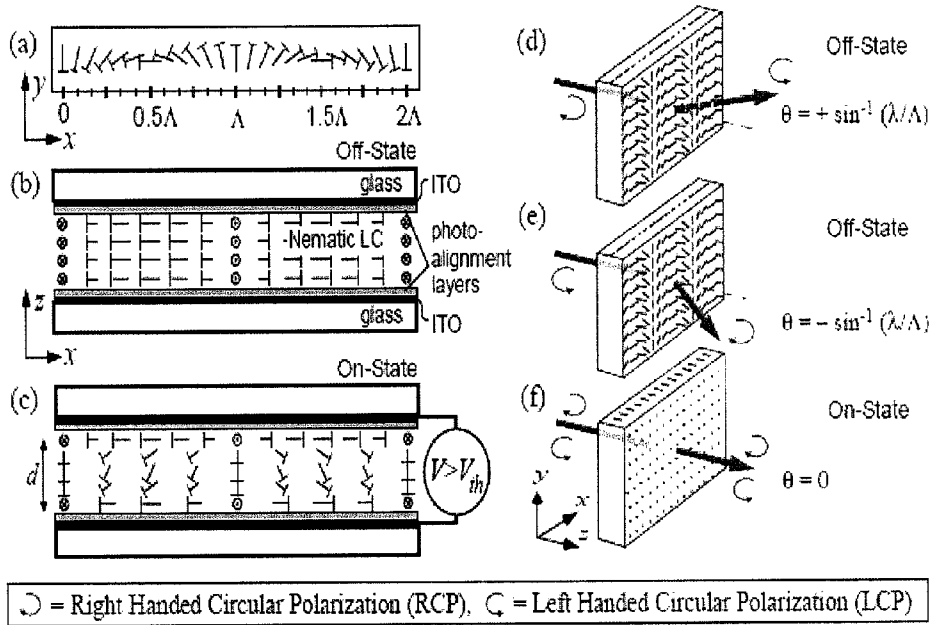 (a)
y
x
0 0.5Λ Λ 1.5Λ 2Λ
Off-State
(b)
glass
ITO
-Nematic LC
photo-
alignment
layers
z
x
glass
ITO
On-State
(c)
d
V>Vth
(d)
Off-State
θ = + sin⁻¹ (λ/Λ)
(e)
Off-State
θ = − sin⁻¹ (λ/Λ)
(f)
On-State
θ = 0
y
x
z
= Right Handed Circular Polarization (RCP), = Left Handed Circular Polarization (LCP)